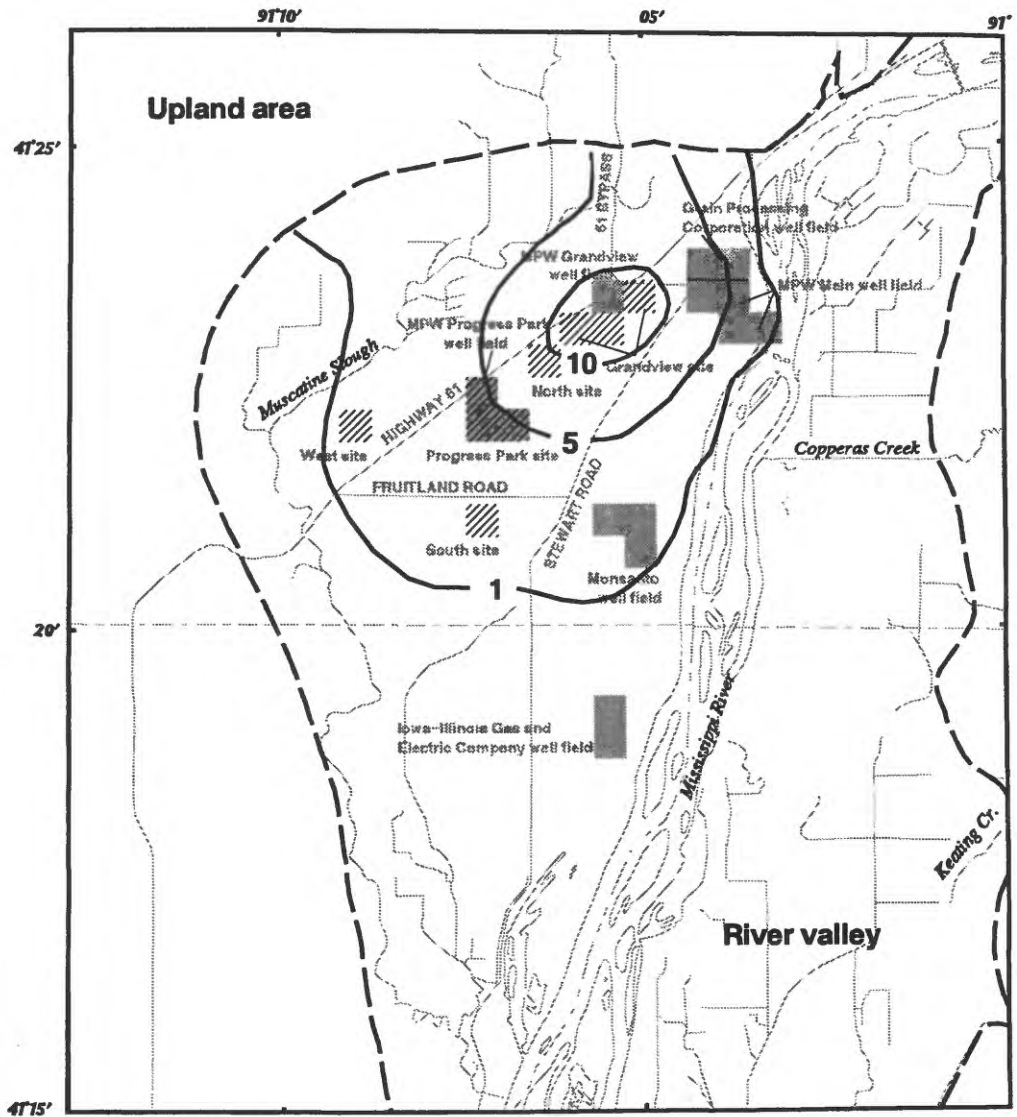 91°10'
05'
91°
Upland area
41°25'
61 BYPASS
Grain Processing
Corporation well field
MPW Grandview
well field
MPW Main well field
MPW Progress Park
well field
Muscatine Slough
10
Grandview site
North site
HIGHWAY 61
5
West site
Progress Park site
Copperas Creek
FRUITLAND ROAD
STEWART ROAD
South site
1
Monsanto
well field
20'
Mississippi River
Iowa-Illinois Gas and
Electric Company well field
Keating Cr.
River valley
41°15'